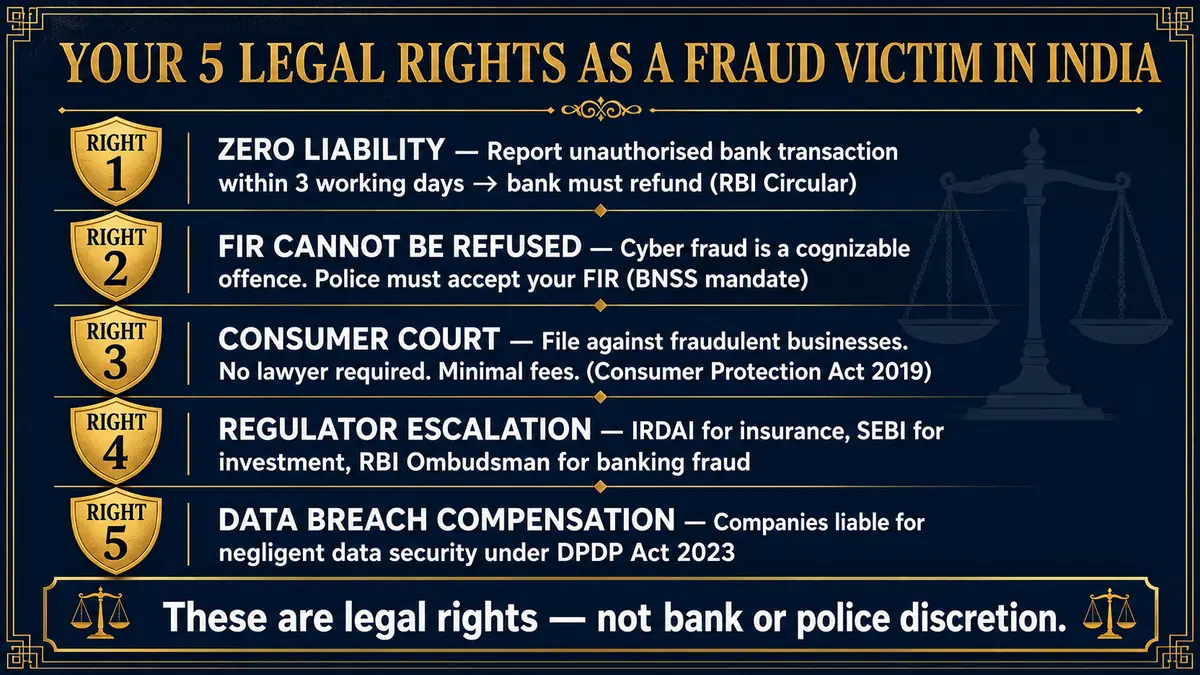 YOUR 5 LEGAL RIGHTS AS A FRAUD VICTIM IN INDIA
RIGHT
1
ZERO LIABILITY — Report unauthorised bank transaction
within 3 working days → bank must refund (RBI Circular)
RIGHT
2
FIR CANNOT BE REFUSED — Cyber fraud is a cognizable
offence. Police must accept your FIR (BNSS mandate)
RIGHT
3
CONSUMER COURT — File against fraudulent businesses.
No lawyer required. Minimal fees. (Consumer Protection Act 2019)
RIGHT
4
REGULATOR ESCALATION — IRDAI for insurance, SEBI for
investment, RBI Ombudsman for banking fraud
RIGHT
5
DATA BREACH COMPENSATION — Companies liable for
negligent data security under DPDP Act 2023
These are legal rights — not bank or police discretion.